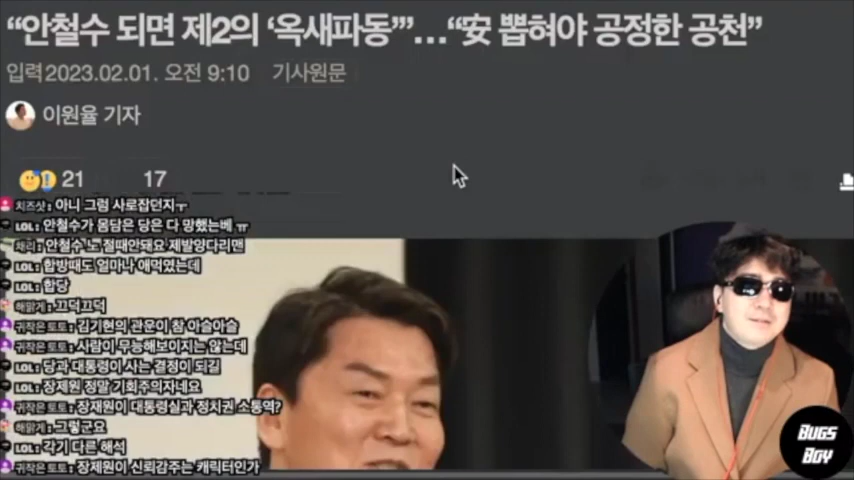 “안철수 되면 제2의 ‘옥새파동’”…“安 뽑혀야 공정한 공천”
입력2023.02.01. 오전 9:10 기사원문
이원율 기자
21 17
치즈샷: 아니 그럼 사로잡던지ㅜ
LOL: 안철수가 몸담은 당은 다 망했는베 ㅠ
채리: 안철수 노 절때안돼요 제발양다리맨
LOL: 합방때도 얼마나 애먹였는데
LOL: 합당
해맑게: 끄덕끄덕
귀작은토토: 김기현의 관운이 참 아슬아슬
귀작은토토: 사람이 무능해보이지는 않는데
LOL: 당과 대통령이 사는 결정이 되길
LOL: 장제원 정말 기회주의자네요
귀작은토토: 장재원이 대통령실과 정치권 소통역?
해맑게: 그렇군요
LOL: 각기 다른 해석
귀작은토토: 장제원이 신뢰감주는 캐릭터인가
BUGS
BOY